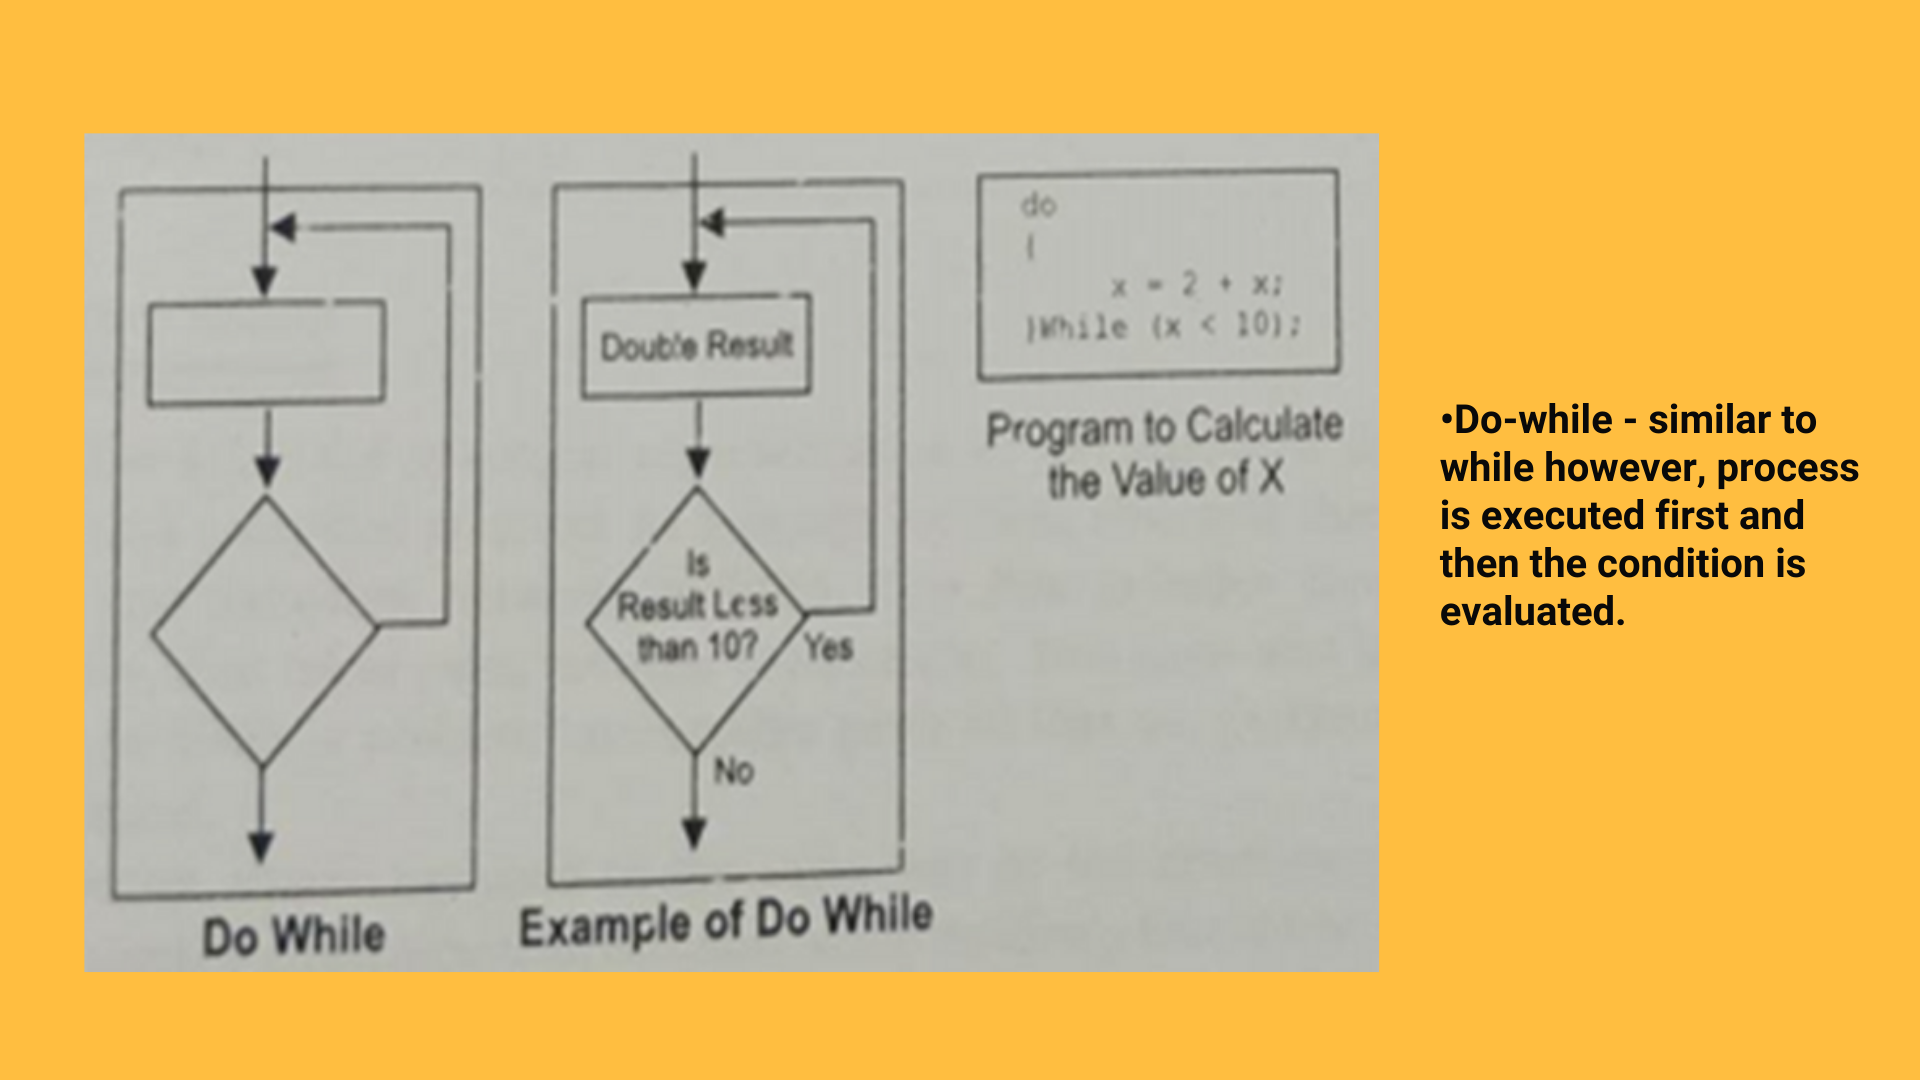 Double Result
Is
Result Less
than 10?
Yes
No
Do While
Example of Do While
do
{
x = 2 + x;
}While (x < 10);
Program to Calculate
the Value of X
•Do-while - similar to
while however, process
is executed first and
then the condition is
evaluated.